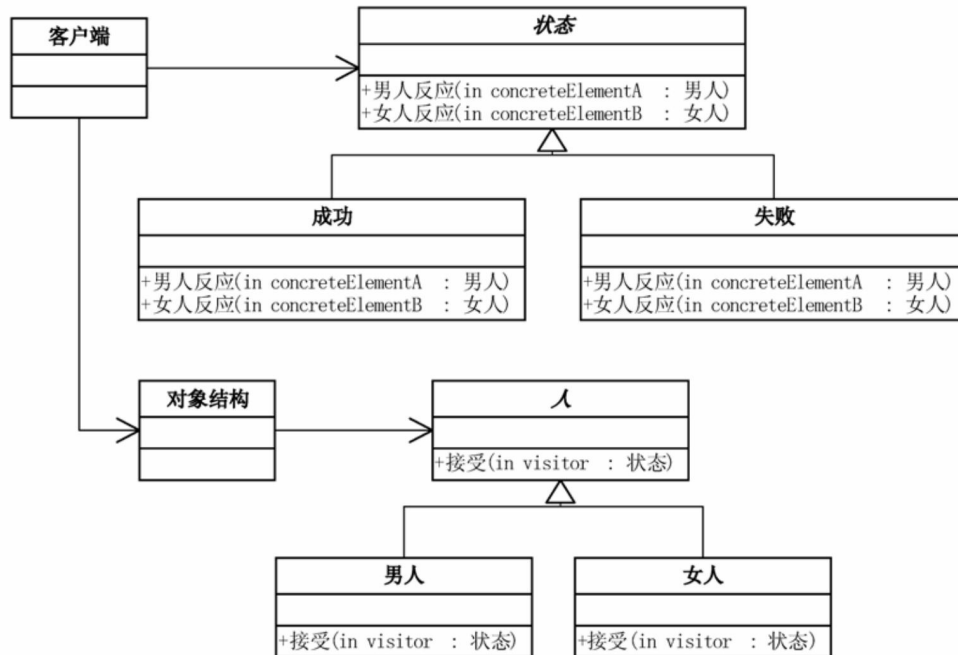 客户端
状态
+男人反应(in concreteElementA : 男人)
+女人反应(in concreteElementB : 女人)
成功
+男人反应(in concreteElementA : 男人)
+女人反应(in concreteElementB : 女人)
失败
+男人反应(in concreteElementA : 男人)
+女人反应(in concreteElementB : 女人)
对象结构
人
+接受(in visitor : 状态)
男人
+接受(in visitor : 状态)
女人
+接受(in visitor : 状态)